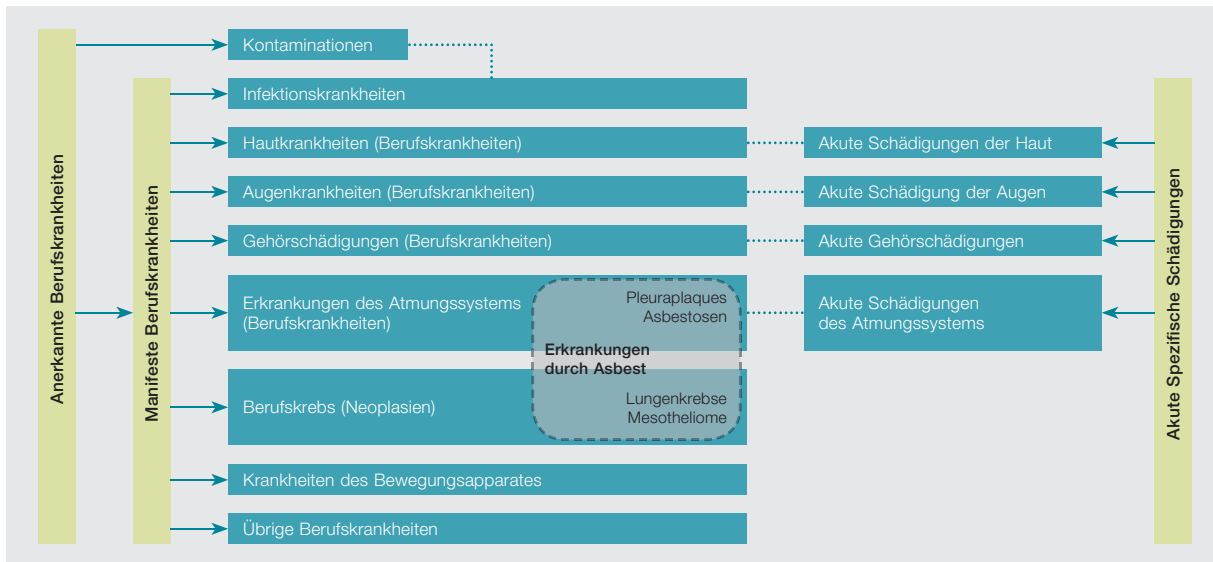 Anerkannte Berufskrankheiten
Manifeste Berufskrankheiten
Kontaminationen
Infektionskrankheiten
Hautkrankheiten (Berufskrankheiten)
Augenkrankheiten (Berufskrankheiten)
Gehörschädigungen (Berufskrankheiten)
Erkrankungen des Atmungssystems
(Berufskrankheiten)
Pleuraplaques
Asbestosen
Erkrankungen
durch Asbest
Lungenkrebse
Mesotheliome
Berufskrebs (Neoplasien)
Krankheiten des Bewegungsapparates
Übrige Berufskrankheiten
Akute Schädigungen der Haut
Akute Schädigung der Augen
Akute Gehörschädigungen
Akute Schädigungen
des Atmungssystems
Akute Spezifische Schädigungen